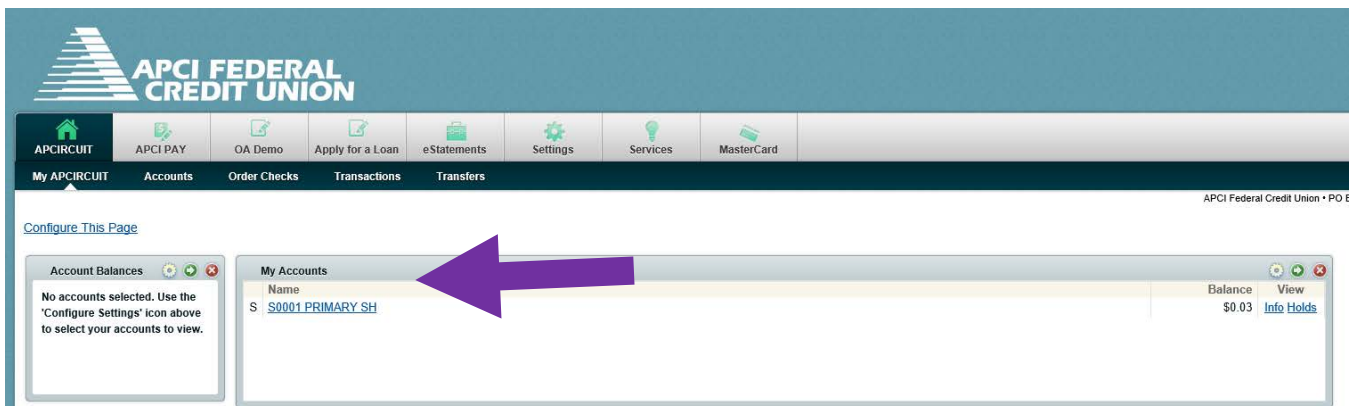 APCI FEDERAL
CREDIT UNION
APCIRCUIT APCI PAY OA Demo Apply for a Loan eStatements Settings Services MasterCard
My APCIRCUIT Accounts Order Checks Transactions Transfers
APCI Federal Credit Union • PO
Configure This Page
Account Balances
No accounts selected. Use the
'Configure Settings' icon above
to select your accounts to view.
My Accounts
Name Balance View
S S0001 PRIMARY SH $0.03 Info Holds